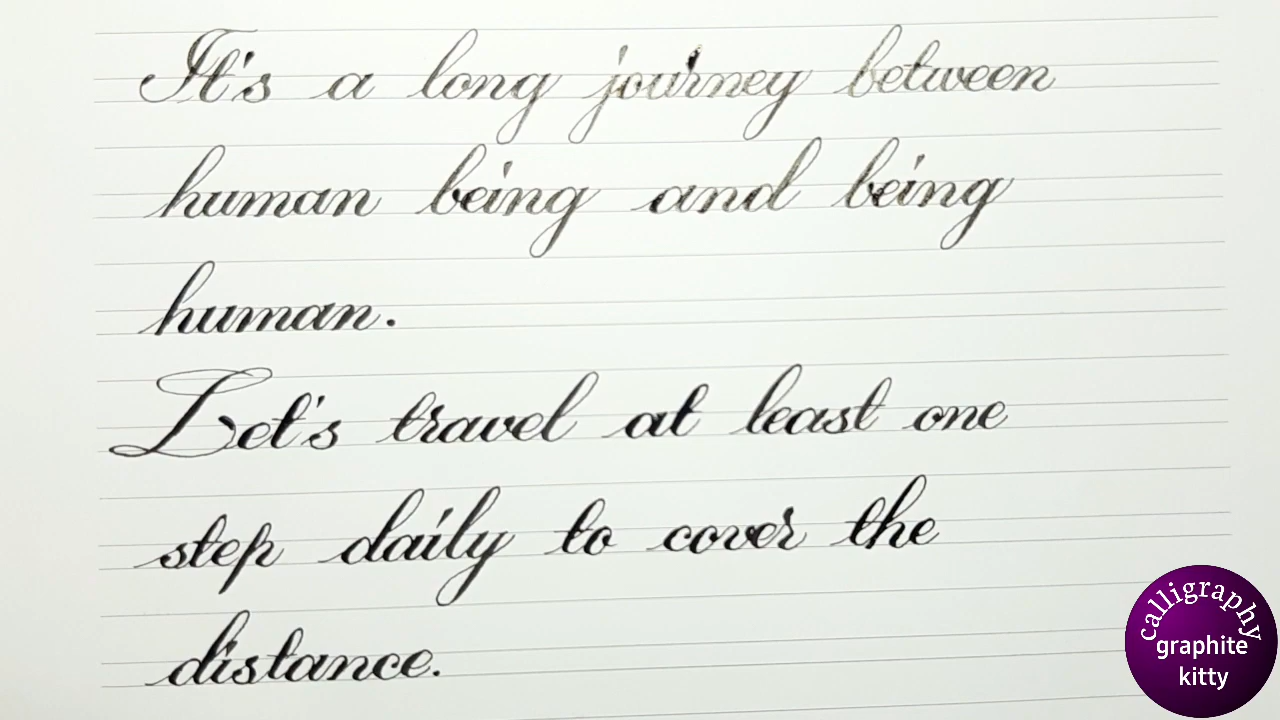 It's a long journey between
human being and being
human.
Let's travel at least one
step daily to cover the
distance.
calligraphy
graphite
kitty